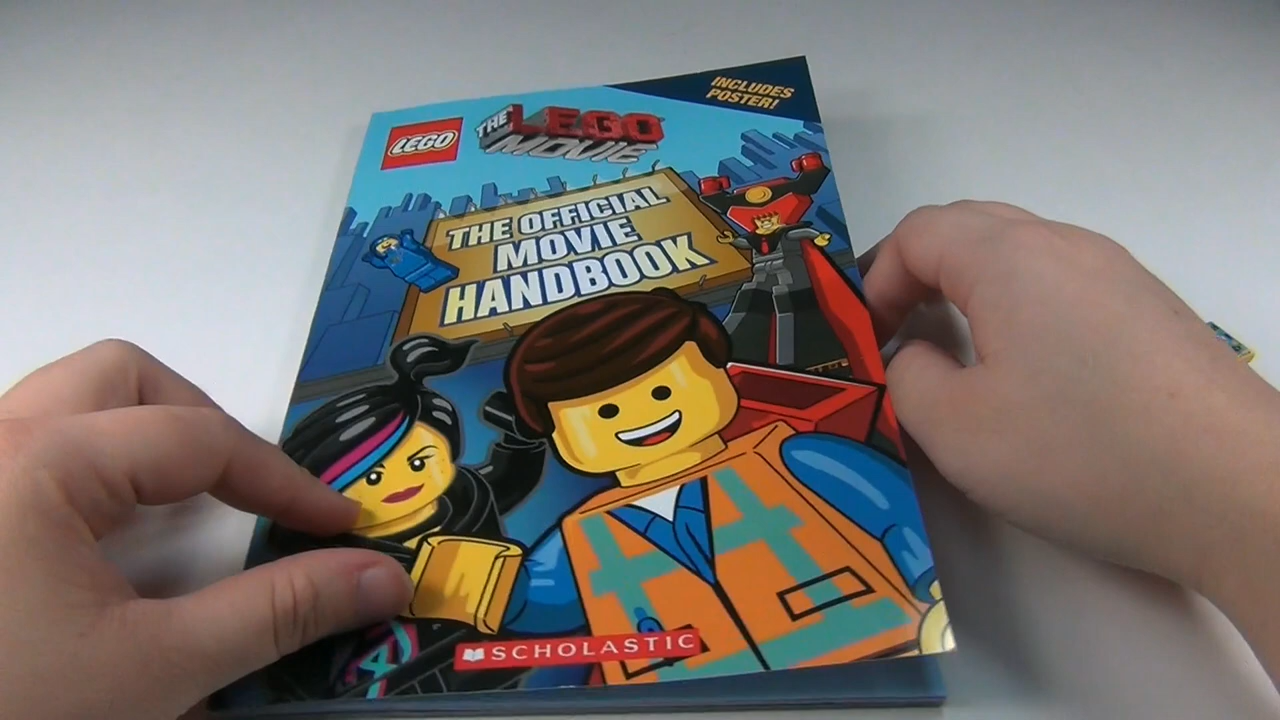 INCLUDES
POSTER!
LEGO
THE LEGO
MOVIE
THE OFFICIAL
MOVIE
HANDBOOK
SCHOLASTIC